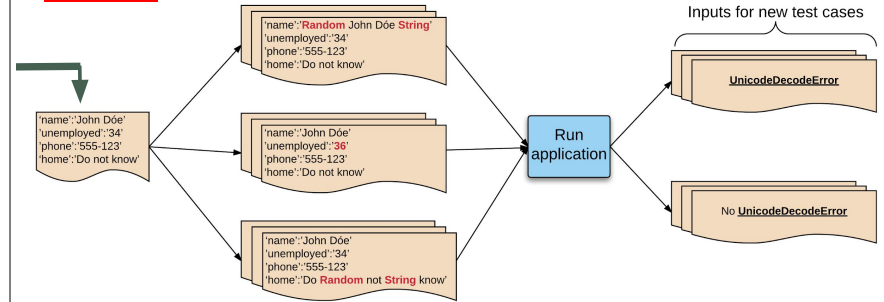 Inputs for new test cases
'name':'Random John Dóe String'
'unemployed':'34'
'phone':'555-123'
'home':'Do not know'
'name':'John Dóe'
'unemployed':'34'
'phone':'555-123'
'home':'Do not know'
'name':'John Dóe'
'unemployed':'36'
'phone':'555-123'
'home':'Do not know'
'name':'John Dóe'
'unemployed':'34'
'phone':'555-123'
'home':'Do Random not String know'
Run
application
UnicodeDecodeError
No UnicodeDecodeError